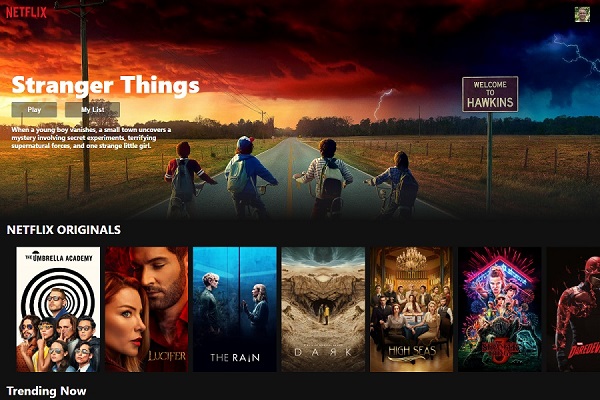 NETFLIX
WELCOME
TO
HAWKINS
Stranger Things
Play
My List
When a young boy vanishes, a small town uncovers a
mystery involving secret experiments, terrifying
supernatural forces, and one strange little girl.
NETFLIX ORIGINALS
THE UMBRELLA ACADEMY
LUCIFER
THE RAIN
DARK
HIGH SEAS
STRANGER
THINGS
DAREDEVIL
Trending Now